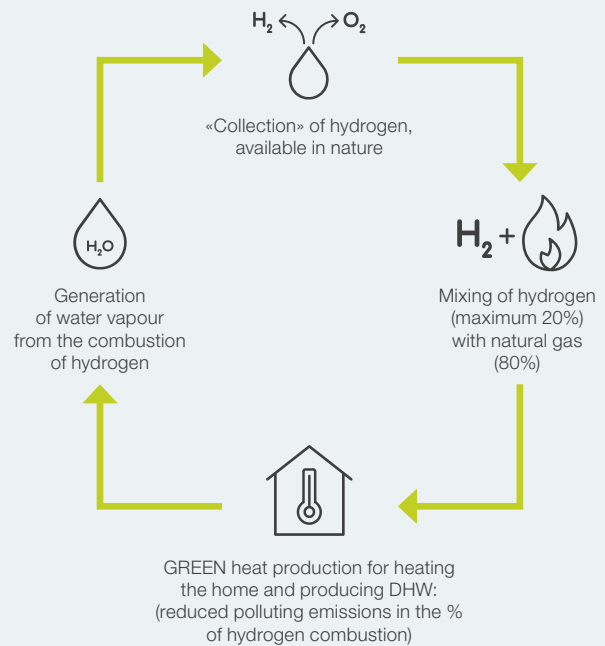 H₂ O₂
«Collection» of hydrogen,
available in nature
H₂ +
Mixing of hydrogen
(maximum 20%)
with natural gas
(80%)
GREEN heat production for heating
the home and producing DHW:
(reduced polluting emissions in the %
of hydrogen combustion)
H₂O
Generation
of water vapour
from the combustion
of hydrogen